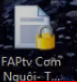 FAPtv Cơm
Nguội- T...